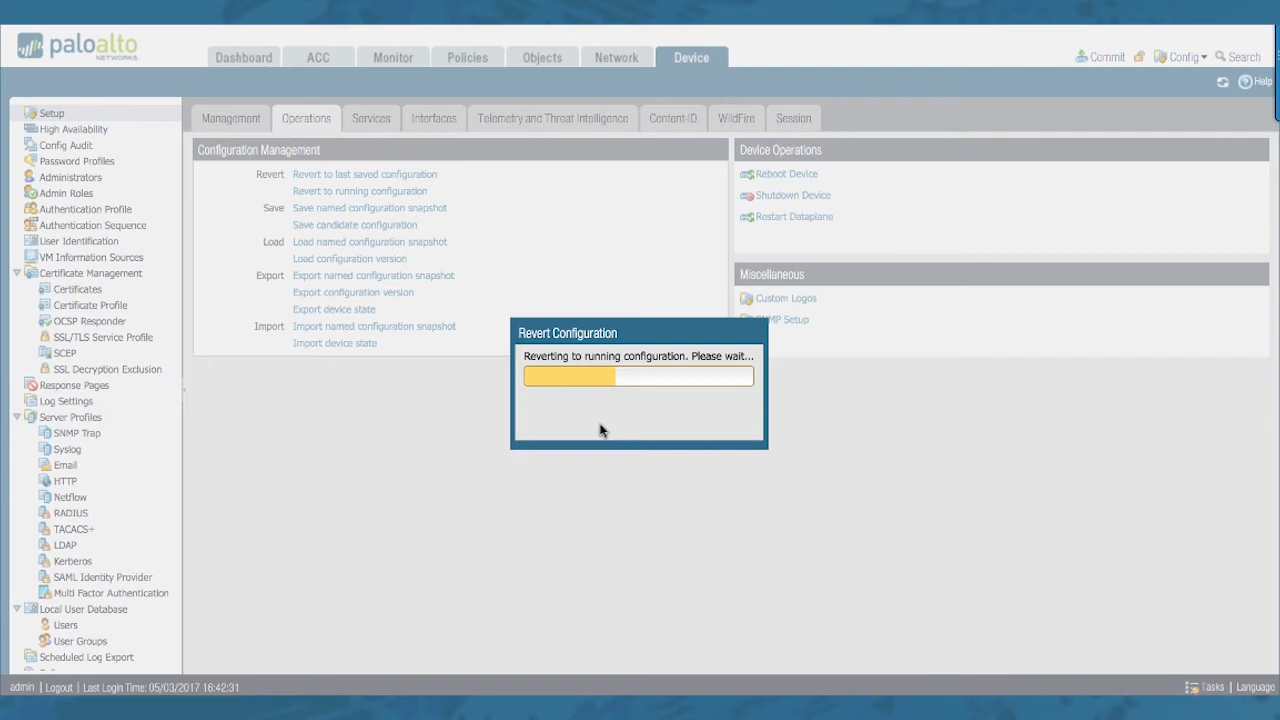 paloalto
NETWORKS
Dashboard
ACC
Monitor
Policies
Objects
Network
Device
Commit
Config
Search
Help
Setup
High Availability
Config Audit
Password Profiles
Administrators
Admin Roles
Authentication Profile
Authentication Sequence
User Identification
VM Information Sources
Certificate Management
Certificates
Certificate Profile
OCSP Responder
SSL/TLS Service Profile
SCEP
SSL Decryption Exclusion
Response Pages
Log Settings
Server Profiles
SNMP Trap
Syslog
Email
HTTP
Netflow
RADIUS
TACACS+
LDAP
Kerberos
SAML Identity Provider
Multi Factor Authentication
Local User Database
Users
User Groups
Scheduled Log Export
Management
Operations
Services
Interfaces
Telemetry and Threat Intelligence
Content-ID
WildFire
Session
Configuration Management
Revert Revert to last saved configuration
Revert to running configuration
Save Save named configuration snapshot
Save candidate configuration
Load Load named configuration snapshot
Load configuration version
Export Export named configuration snapshot
Export configuration version
Export device state
Import Import named configuration snapshot
Import device state
Device Operations
Reboot Device
Shutdown Device
Restart Dataplane
Miscellaneous
Custom Logos
MP Setup
Revert Configuration
Reverting to running configuration. Please wait...
admin | Logout | Last Login Time: 05/03/2017 16:42:31
Tasks | Language